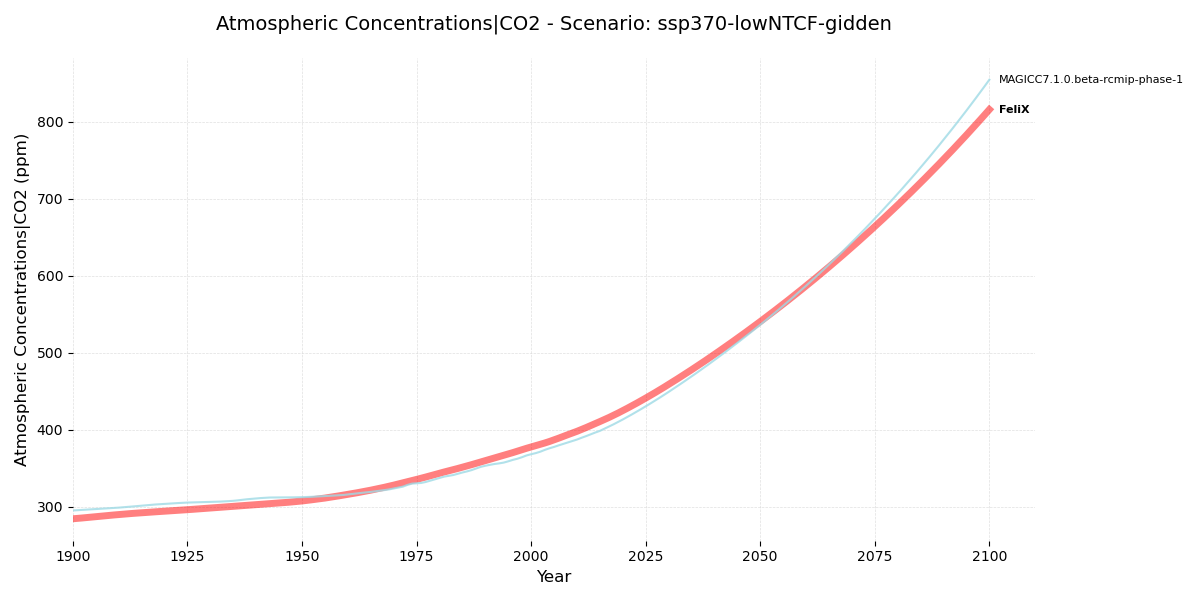 Atmospheric Concentrations|CO2 - Scenario: ssp370-lowNTCF-gidden
MAGICC7.1.0.beta-rcmip-phase-1
FeliX
Atmospheric Concentrations|CO2 (ppm)
800
700
600
500
400
300
1900 1925 1950 1975 2000 2025 2050 2075 2100
Year